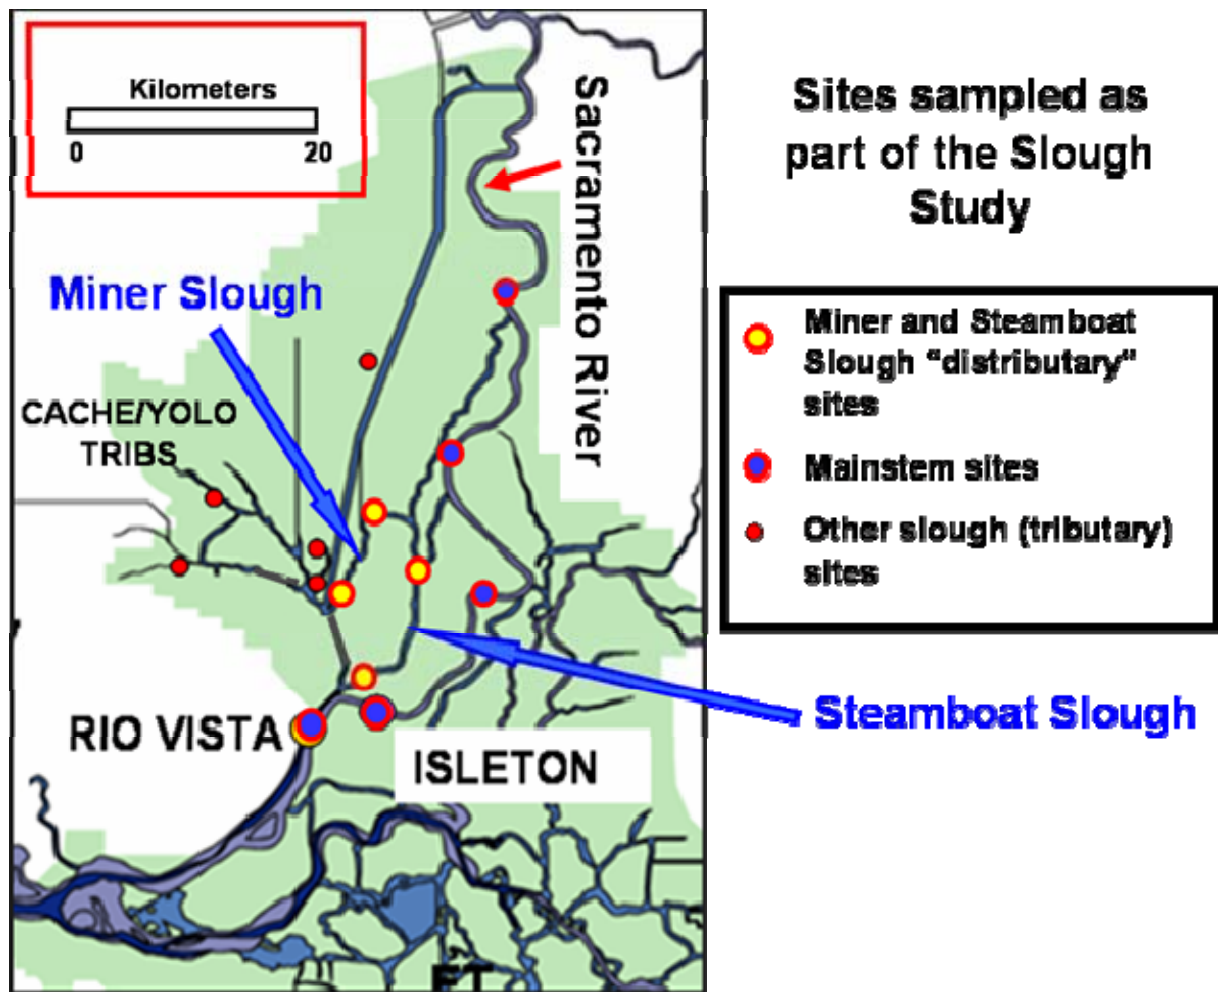 Kilometers
0 20
Sacramento River
Sites sampled as
part of the Slough
Study
Miner Slough
Miner and Steamboat
Slough “distributary”
sites
CACHE/YOLO
TRIBS
Mainstem sites
Other slough (tributary)
sites
Steamboat Slough
RIO VISTA
ISLETON